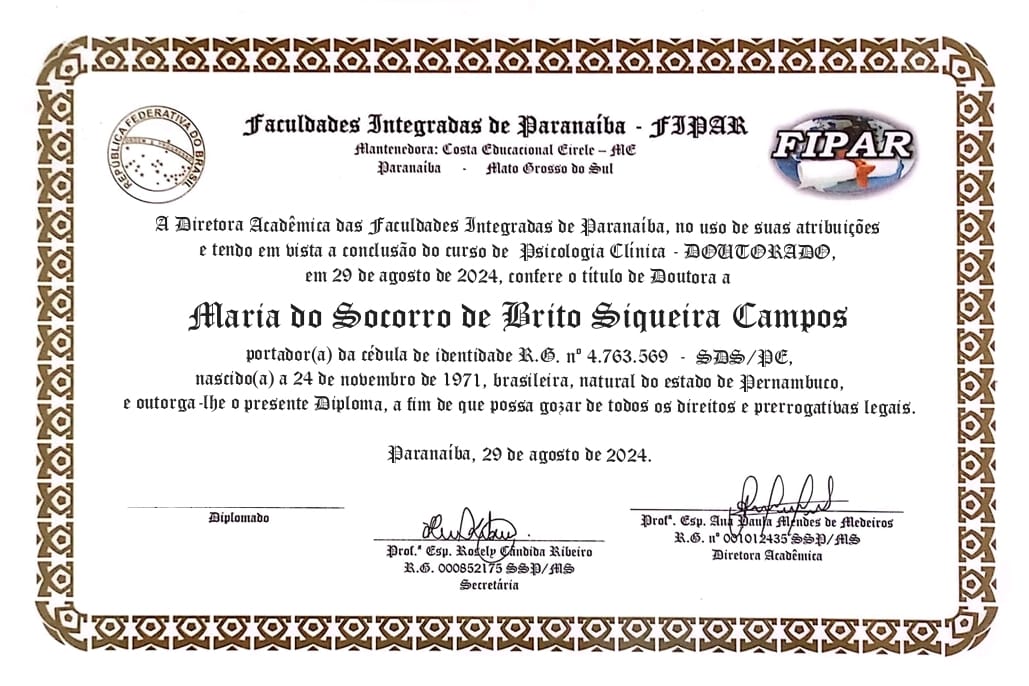 REPÚBLICA FEDERATIVA DO BRASIL
Faculdades Integradas de Paranaíba - FIPAR
Mantenedora: Costa Educacional Eirele – ME
Paranaíba - Mato Grosso do Sul
FIPAR
A Diretora Acadêmica das Faculdades Integradas de Paranaíba, no uso de suas atribuições
e tendo em vista a conclusão do curso de Psicologia Clínica - DOUTORADO,
em 29 de agosto de 2024, confere o título de Doutora a
Maria do Socorro de Brito Siqueira Campos
portador(a) da cédula de identidade R.G. nº 4.763.569 - SDS/PE,
nascido(a) a 24 de novembro de 1971, brasileira, natural do estado de Pernambuco,
e outorga-lhe o presente Diploma, a fim de que possa gozar de todos os direitos e prerrogativas legais.
Paranaíba, 29 de agosto de 2024.
Diplomado
Prof.ª Esp. Rosely Cândida Ribeiro
R.G. 000852175 SSP/MS
Secretária
Profª. Esp. Ana Paula Mendes de Medeiros
R.G. nº 001012435 SSP/MS
Diretora Acadêmica